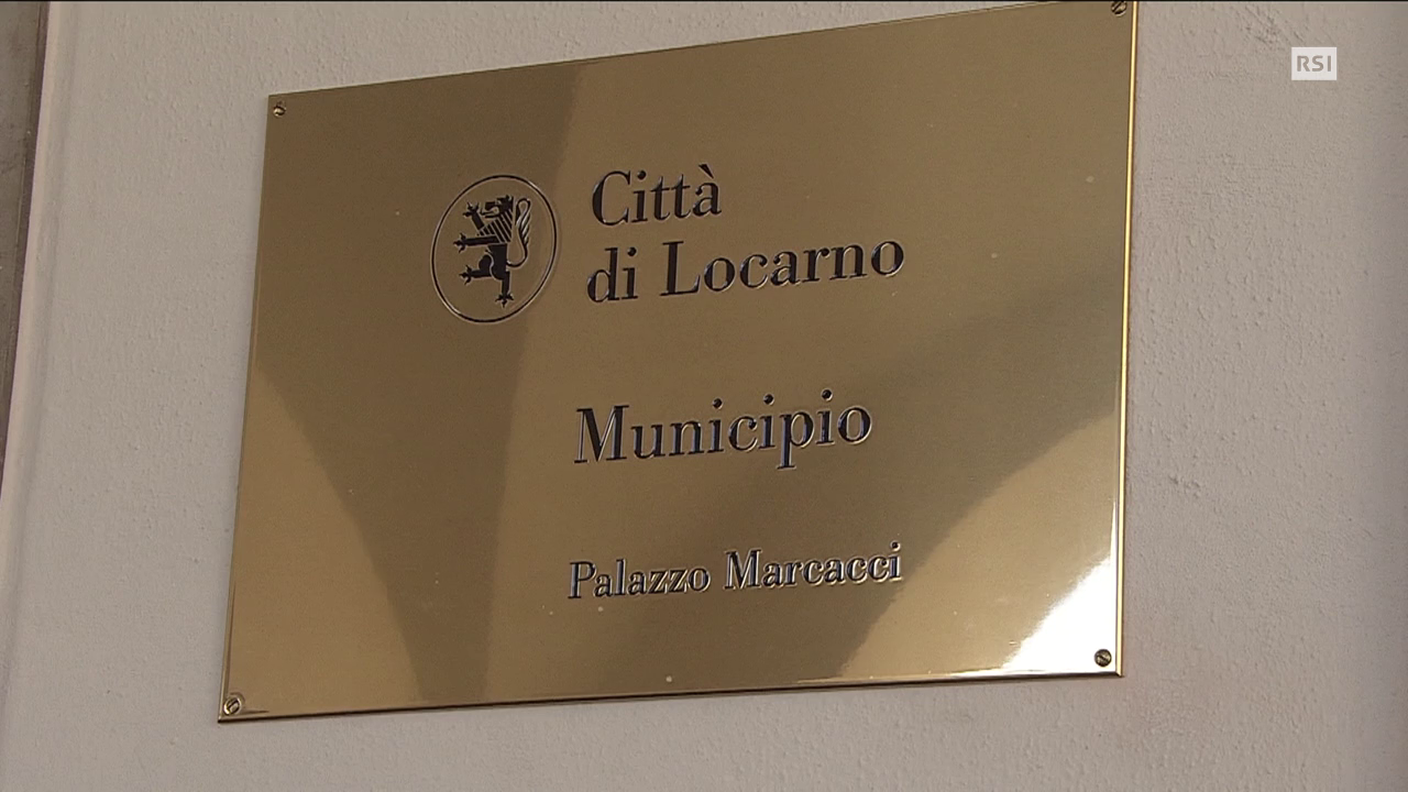 RSI
Città
di Locarno
Municipio
Palazzo Marcacci